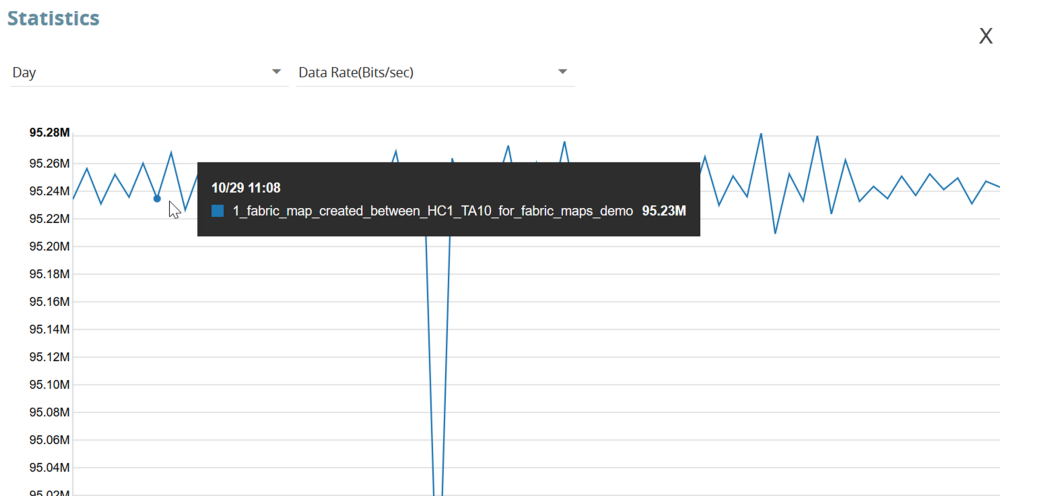 Statistics
X
Day
Data Rate(Bits/sec)
95.28M
95.26M
95.24M
95.22M
95.20M
95.18M
95.16M
95.14M
95.12M
95.10M
95.08M
95.06M
95.04M
95.02M
10/29 11:08
1_fabric_map_created_between_HC1_TA10_for_fabric_maps_demo 95.23M